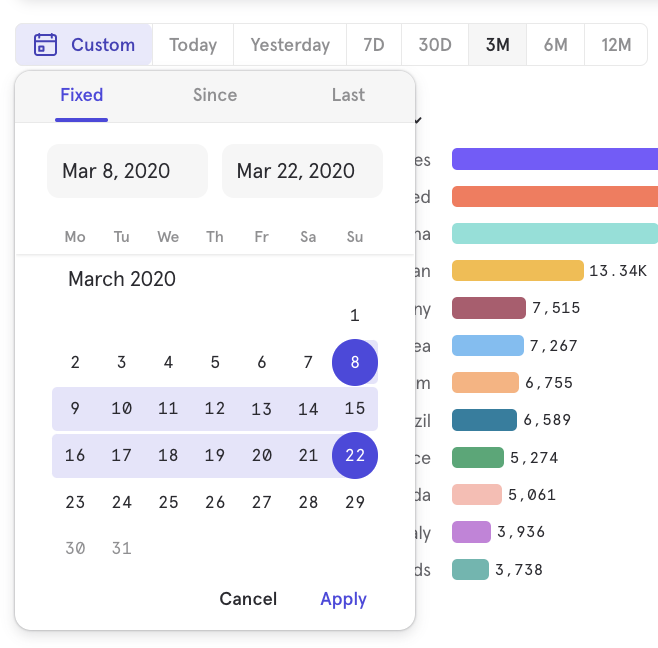 Custom Today Yesterday 7D 30D 3M 6M 12M
Fixed Since Last
Mar 8, 2020 Mar 22, 2020
Mo Tu We Th Fr Sa Su
March 2020
1
2 3 4 5 6 7 8
9 10 11 12 13 14 15
16 17 18 19 20 21 22
23 24 25 26 27 28 29
30 31
Cancel Apply
es
ed
na
an 13.34K
ny 7,515
ea 7,267
m 6,755
zil 6,589
ce 5,274
da 5,061
aly 3,936
ds 3,738